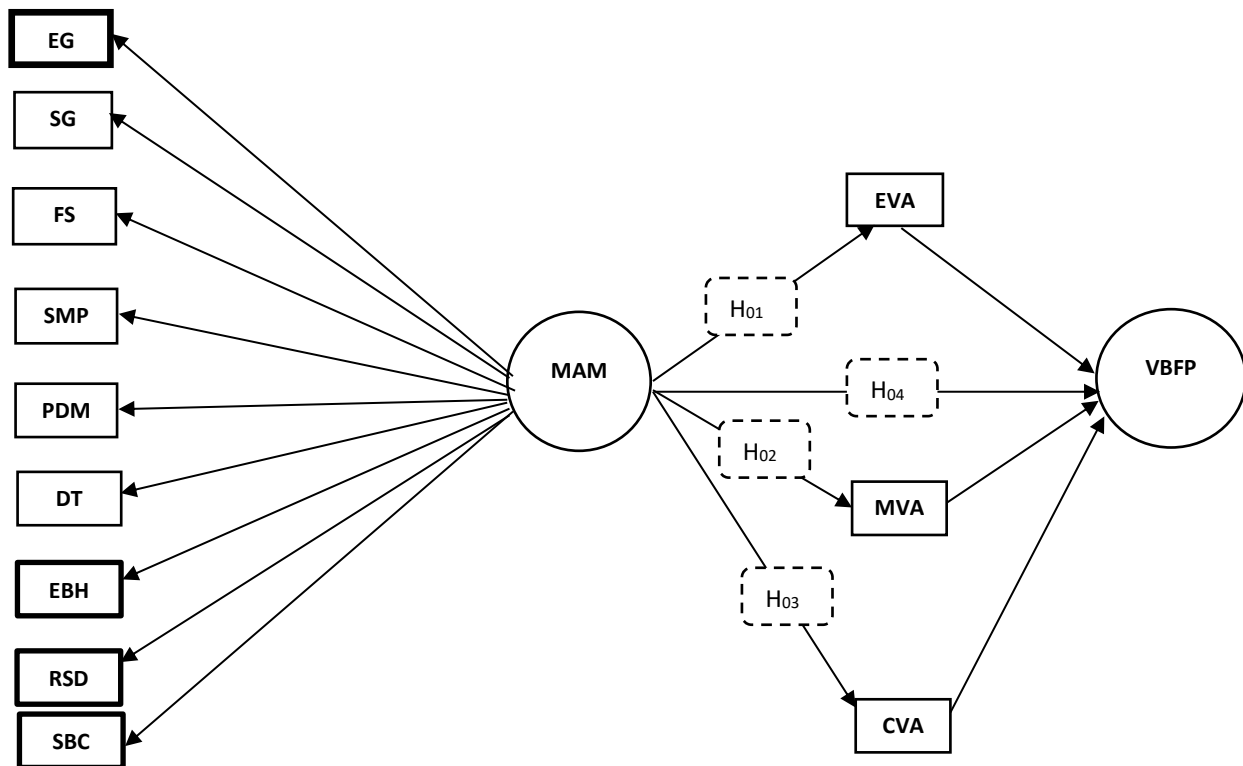 EG
SG
FS
SMP
PDM
DT
EBH
RSD
SBC
MAM
H01
H04
H02
H03
EVA
MVA
CVA
VBFP